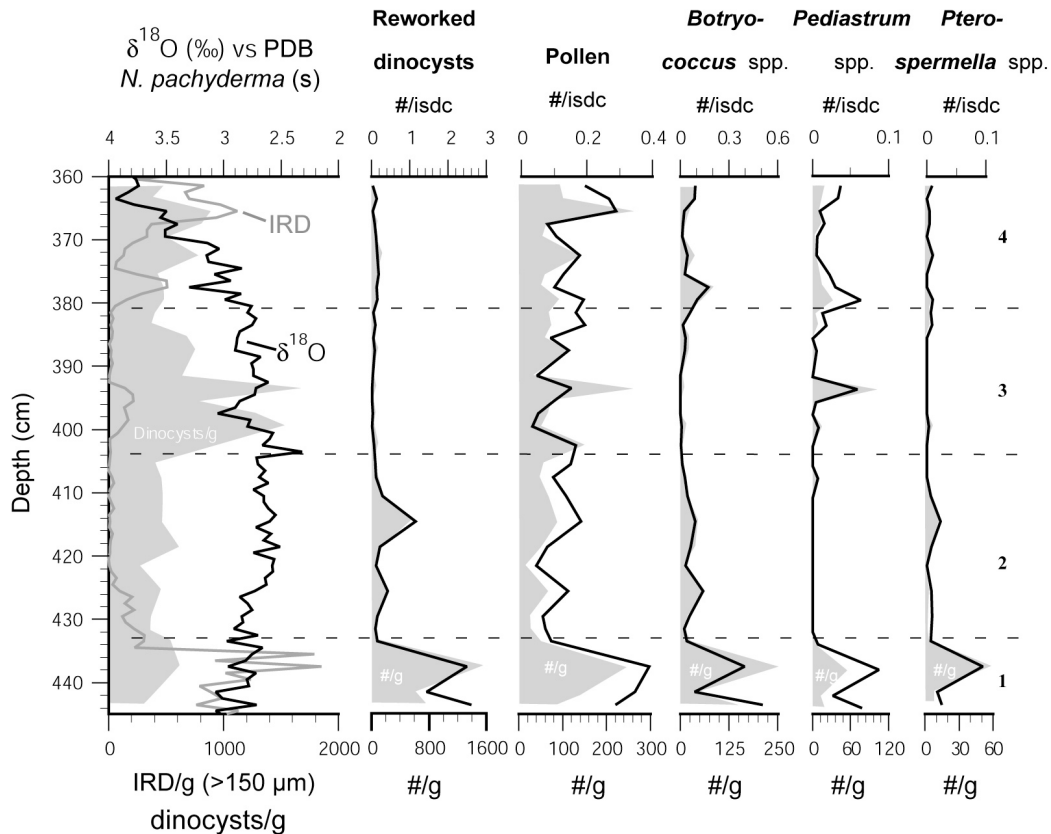 δ18O (‰) vs PDB
N. pachyderma (s)
Reworked
dinocysts
#/isdc
Pollen
#/isdc
Botryo-
coccus spp.
#/isdc
Pediastrum
spp.
#/isdc
Ptero-
spermella spp.
#/isdc
4 3.5 3 2.5 2
0 1 2 3
0 0.2 0.4
0 0.3 0.6
0 0.1
0 0.1
Depth (cm)
360
370
380
390
400
410
420
430
440
IRD
δ18O
Dinocysts/g
#/g
#/g
#/g
#/g
#/g
4
3
2
1
0 1000 2000
0 800 1600
0 100 200 300
0 125 250
0 60 120
0 30 60
IRD/g (>150 µm)
dinocysts/g
#/g
#/g
#/g
#/g
#/g